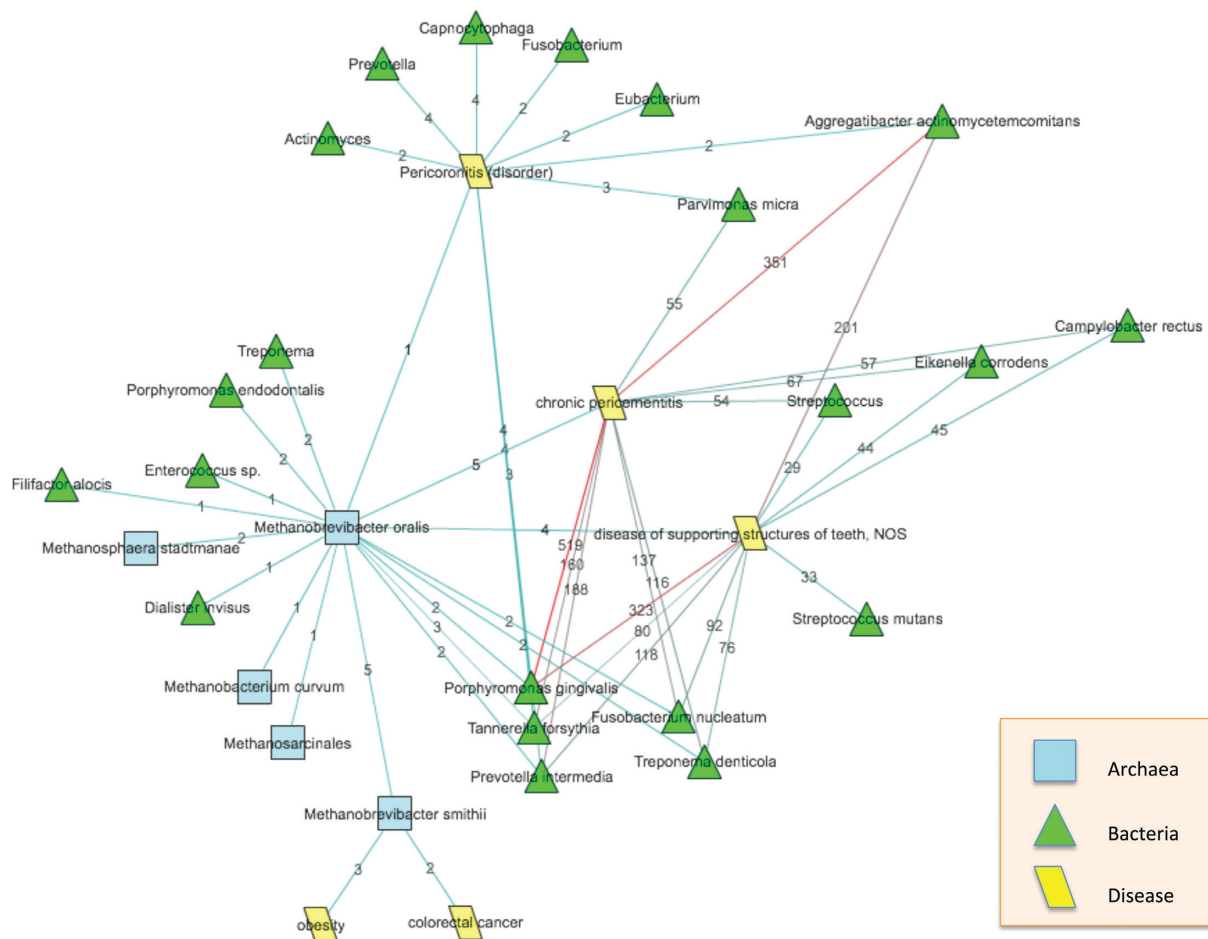 Capnocytophaga
Fusobacterium
Prevotella
Eubacterium
4
2
4
Aggregatibacter actinomycetemcomitans
Actinomyces
2
2
2
Pericoronitis (disorder)
3
Parvimonas micra
351
55
201
Campylobacter rectus
Treponema
1
57
Eikenella corrodens
67
Porphyromonas endodontalis
chronic pericementitis
54
Streptococcus
4
45
2
4
44
2
5
3
29
Enterococcus sp.
Filifactor alocis
1
1
Methanobrevibacter oralis
4
disease of supporting structures of teeth, NOS
2
Methanosphaera stadtmanae
519
137
160
1
33
116
188
Dialister invisus
1
2
323
2
Streptococcus mutans
3
80
92
1
2
2
118
76
5
Methanobacterium curvum
Porphyromonas gingivalis
Fusobacterium nucleatum
Tannerella forsythia
Methanosarcinales
Treponema denticola
Prevotella intermedia
Archaea
Methanobrevibacter smithii
Bacteria
3
2
Disease
obesity
colorectal cancer